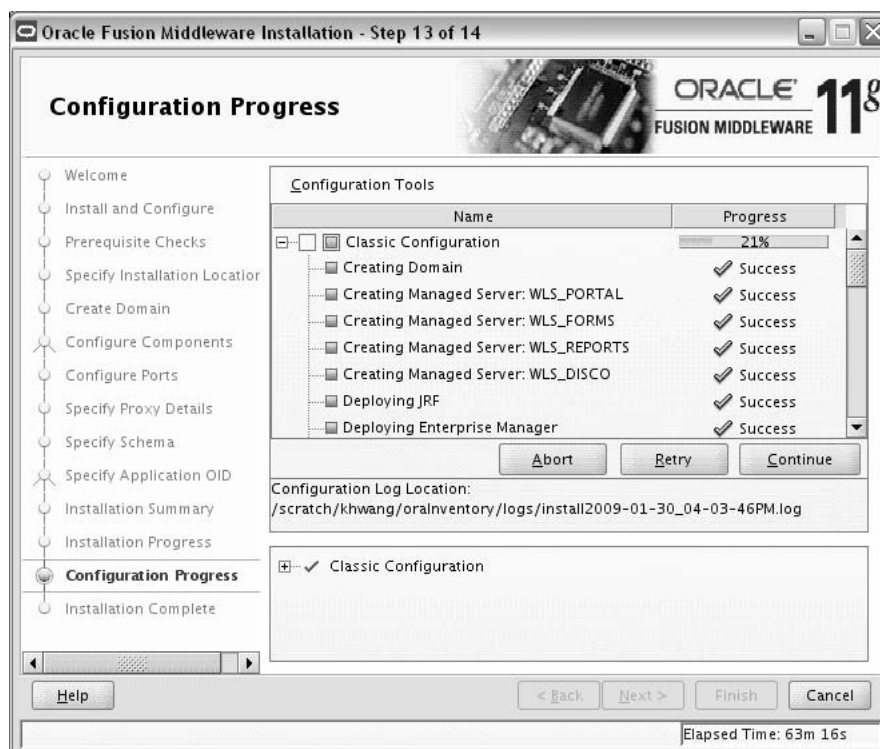 Oracle Fusion Middleware Installation - Step 13 of 14
Configuration Progress
ORACLE 11g
FUSION MIDDLEWARE
Welcome
Install and Configure
Prerequisite Checks
Specify Installation Location
Create Domain
Configure Components
Configure Ports
Specify Proxy Details
Specify Schema
Specify Application OID
Installation Summary
Installation Progress
Configuration Progress
Installation Complete
Configuration Tools
Name Progress
Classic Configuration 21%
Creating Domain Success
Creating Managed Server: WLS_PORTAL Success
Creating Managed Server: WLS_FORMS Success
Creating Managed Server: WLS_REPORTS Success
Creating Managed Server: WLS_DISCO Success
Deploying JRF Success
Deploying Enterprise Manager Success
Abort Retry Continue
Configuration Log Location:
/scratch/khwang/oraInventory/logs/install2009-01-30_04-03-46PM.log
Classic Configuration
Help < Back Next > Finish Cancel
Elapsed Time: 63m 16s